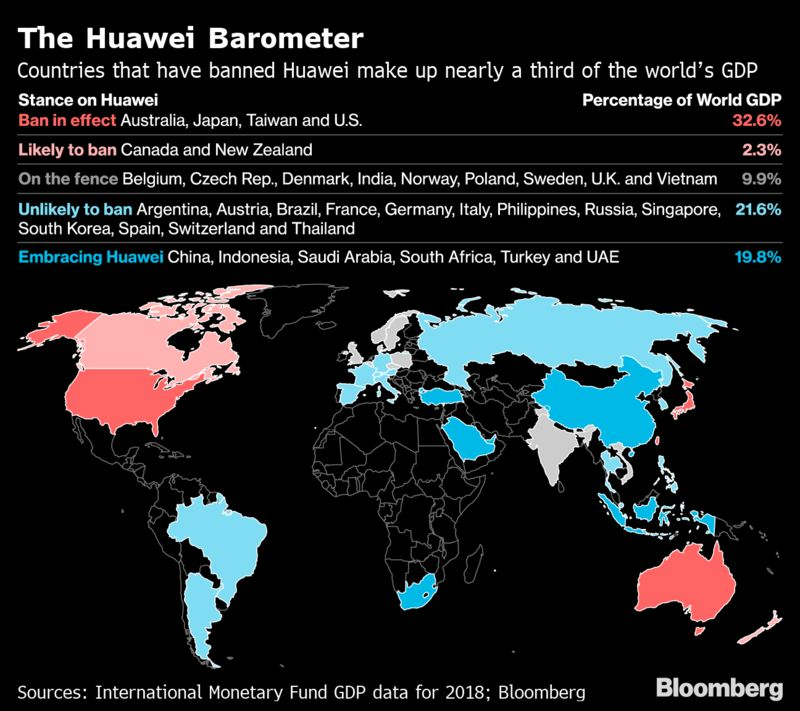 The Huawei Barometer
Countries that have banned Huawei make up nearly a third of the world's GDP
Stance on Huawei Percentage of World GDP
Ban in effect Australia, Japan, Taiwan and U.S. 32.6%
Likely to ban Canada and New Zealand 2.3%
On the fence Belgium, Czech Rep., Denmark, India, Norway, Poland, Sweden, U.K. and Vietnam 9.9%
Unlikely to ban Argentina, Austria, Brazil, France, Germany, Italy, Philippines, Russia, Singapore, 21.6%
South Korea, Spain, Switzerland and Thailand
Embracing Huawei China, Indonesia, Saudi Arabia, South Africa, Turkey and UAE 19.8%
Sources: International Monetary Fund GDP data for 2018; Bloomberg
Bloomberg